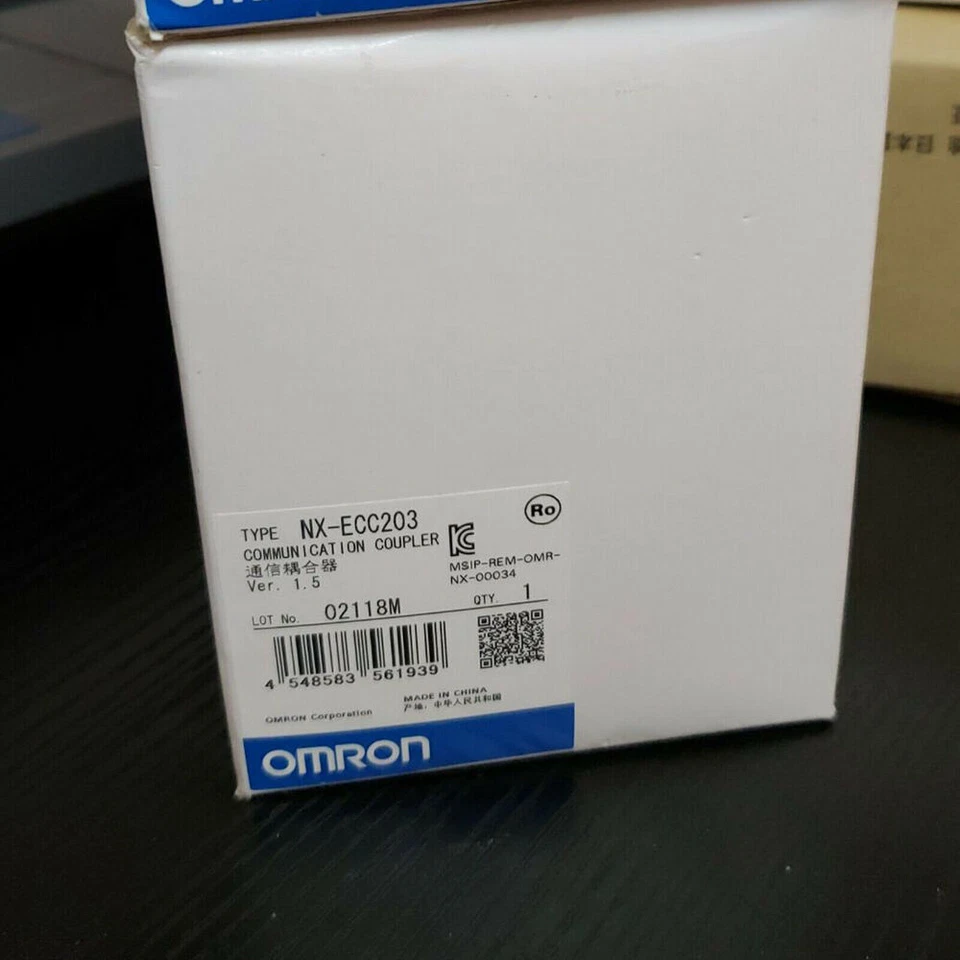 TYPE NX-ECC203
Ro
COMMUNICATION COUPLER
通信耦合器
Ver. 1.5
MSIP-REM-OMR-
NX-00034
LOT No. 02118M
QTY. 1
4 548583 561939
MADE IN CHINA
产地:中华人民共和国
OMRON Corporation
OMRON
日本